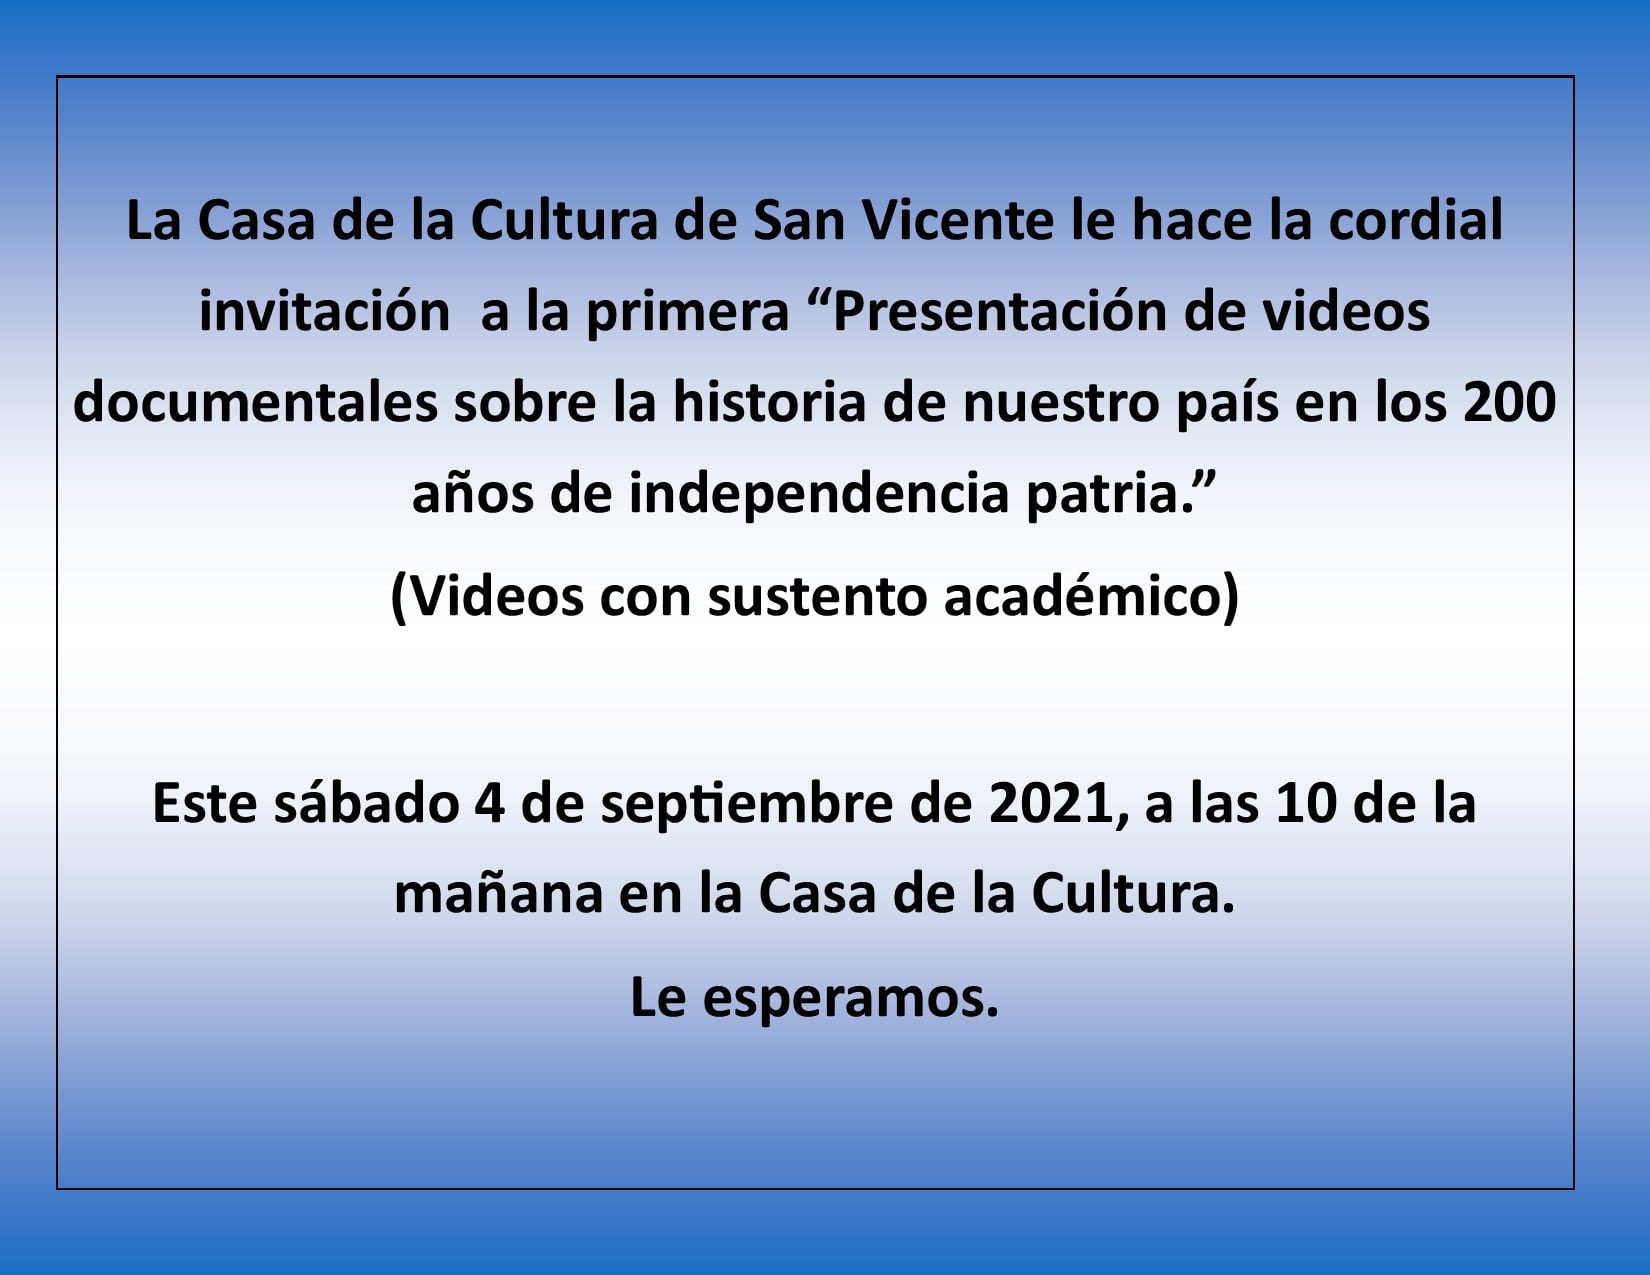 La Casa de la Cultura de San Vicente le hace la cordial
invitación  a la primera “Presentación de videos
documentales sobre la historia de nuestro país en los 200
años de independencia patria.”
(Videos con sustento académico)
Este sábado 4 de septiembre de 2021, a las 10 de la
mañana en la Casa de la Cultura.
Le esperamos.